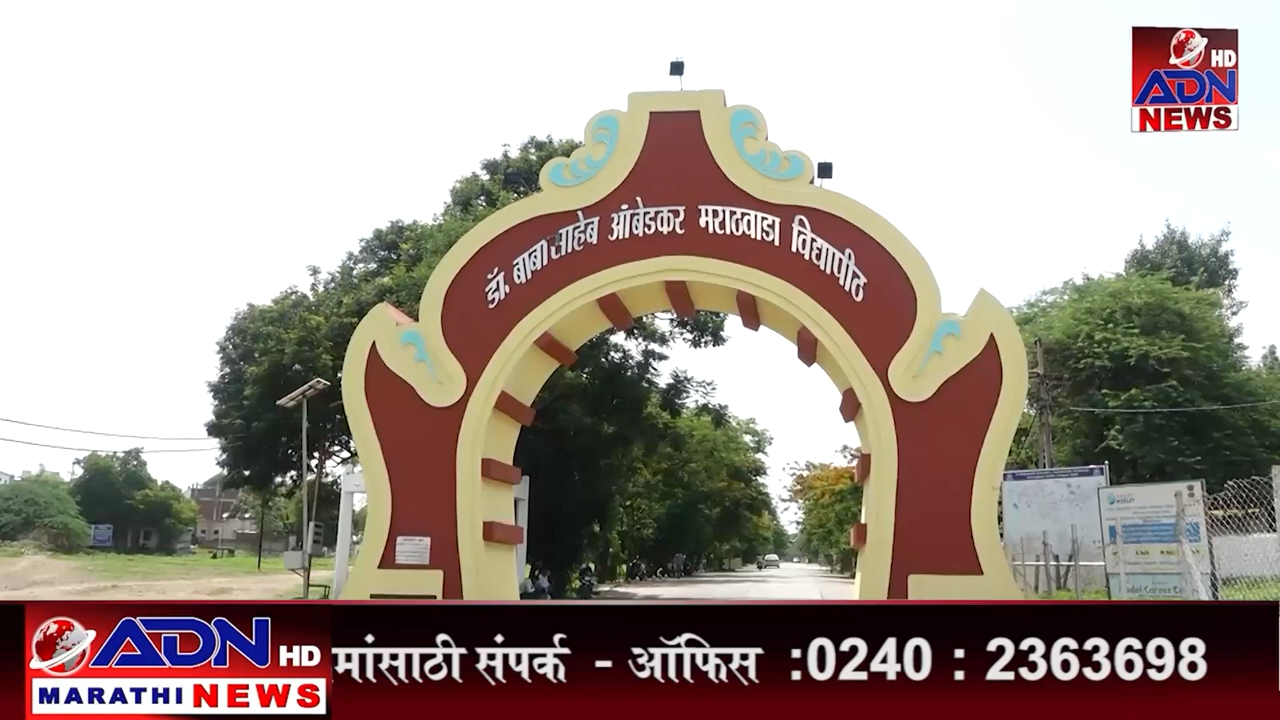 HD
ADN
NEWS
डॉ. बाबासाहेब आंबेडकर मराठवाडा विद्यापीठ
ADN HD
MARATHI NEWS
मांसाठी संपर्क - ऑफिस :0240 : 2363698